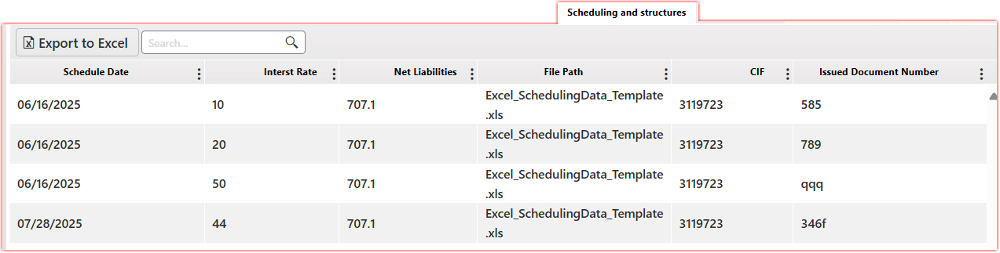 Scheduling and structures
Export to Excel Search...
Schedule Date Interst Rate Net Liabilities File Path CIF Issued Document Number
06/16/2025 10 707.1 Excel_SchedulingData_Template
.xls 3119723 585
06/16/2025 20 707.1 Excel_SchedulingData_Template
.xls 3119723 789
06/16/2025 50 707.1 Excel_SchedulingData_Template
.xls 3119723 qqq
07/28/2025 44 707.1 Excel_SchedulingData_Template
.xls 3119723 346f